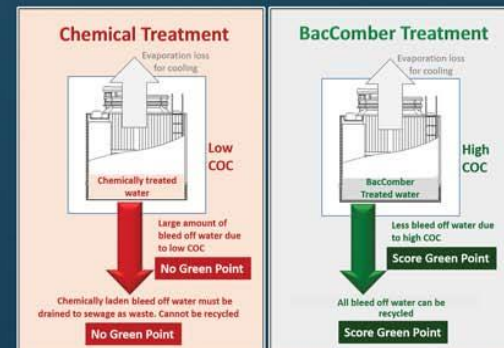 Chemical Treatment
Evaporation loss
for cooling
Low
COC
Chemically treated
water
Large amount of
bleed off water due
to low COC
No Green Point
Chemically laden bleed off water must be
drained to sewage as waste. Cannot be recycled
No Green Point
BacComber Treatment
Evaporation loss
for cooling
High
COC
BacComber
Treated water
Less bleed off water due
to high COC
Score Green Point
All bleed off water can be
recycled
Score Green Point